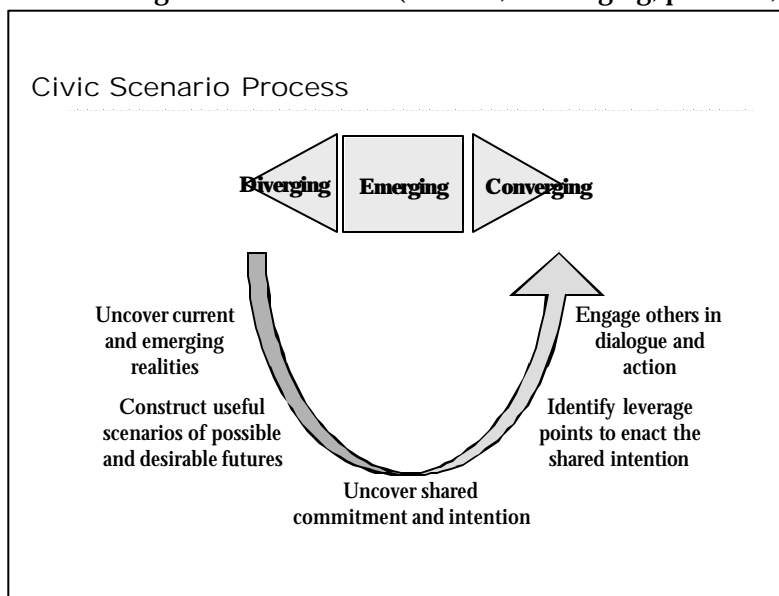 Civic Scenario Process
Diverging Emerging Converging
Uncover current
and emerging
realities
Construct useful
scenarios of possible
and desirable futures
Uncover shared
commitment and intention
Engage others in
dialogue and
action
Identify leverage
points to enact the
shared intention